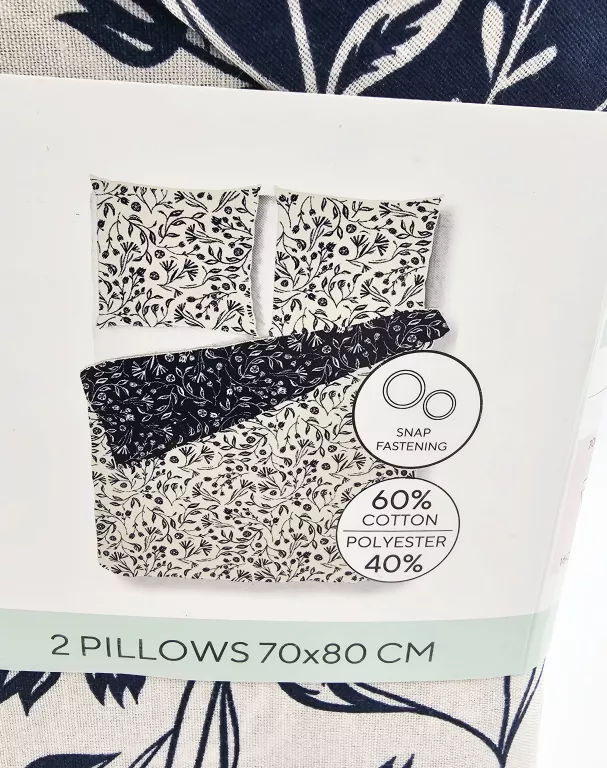 SNAP
FASTENING
60%
COTTON
POLYESTER
40%
2 PILLOWS 70x80 CM